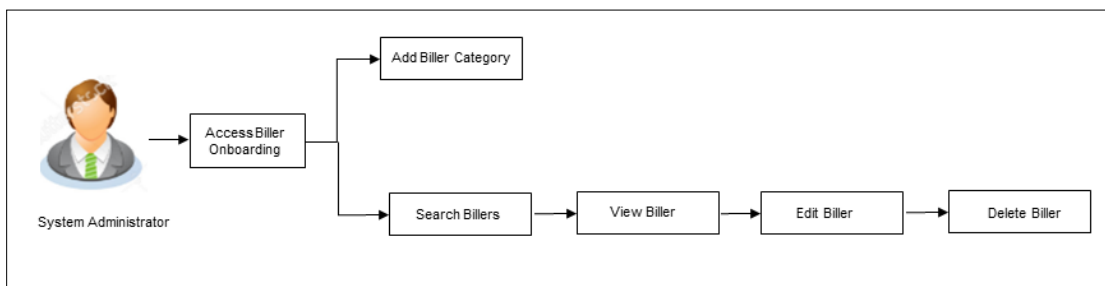 Add Biller Category
Access Biller
Onboarding
System Administrator
Search Billers
View Biller
Edit Biller
Delete Biller